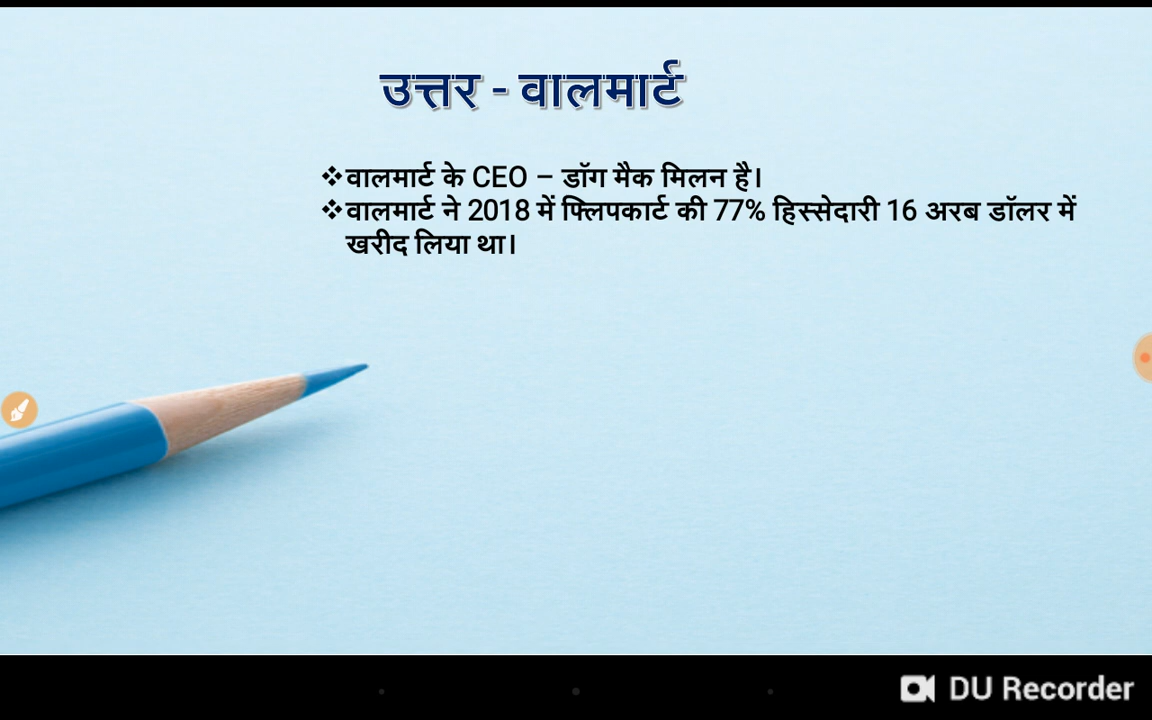 उत्तर - वालमार्ट
❖वालमार्ट के CEO – डॉग मैक मिलन है।
❖वालमार्ट ने 2018 में फ्लिपकार्ट की 77% हिस्सेदारी 16 अरब डॉलर में
खरीद लिया था।
DU Recorder